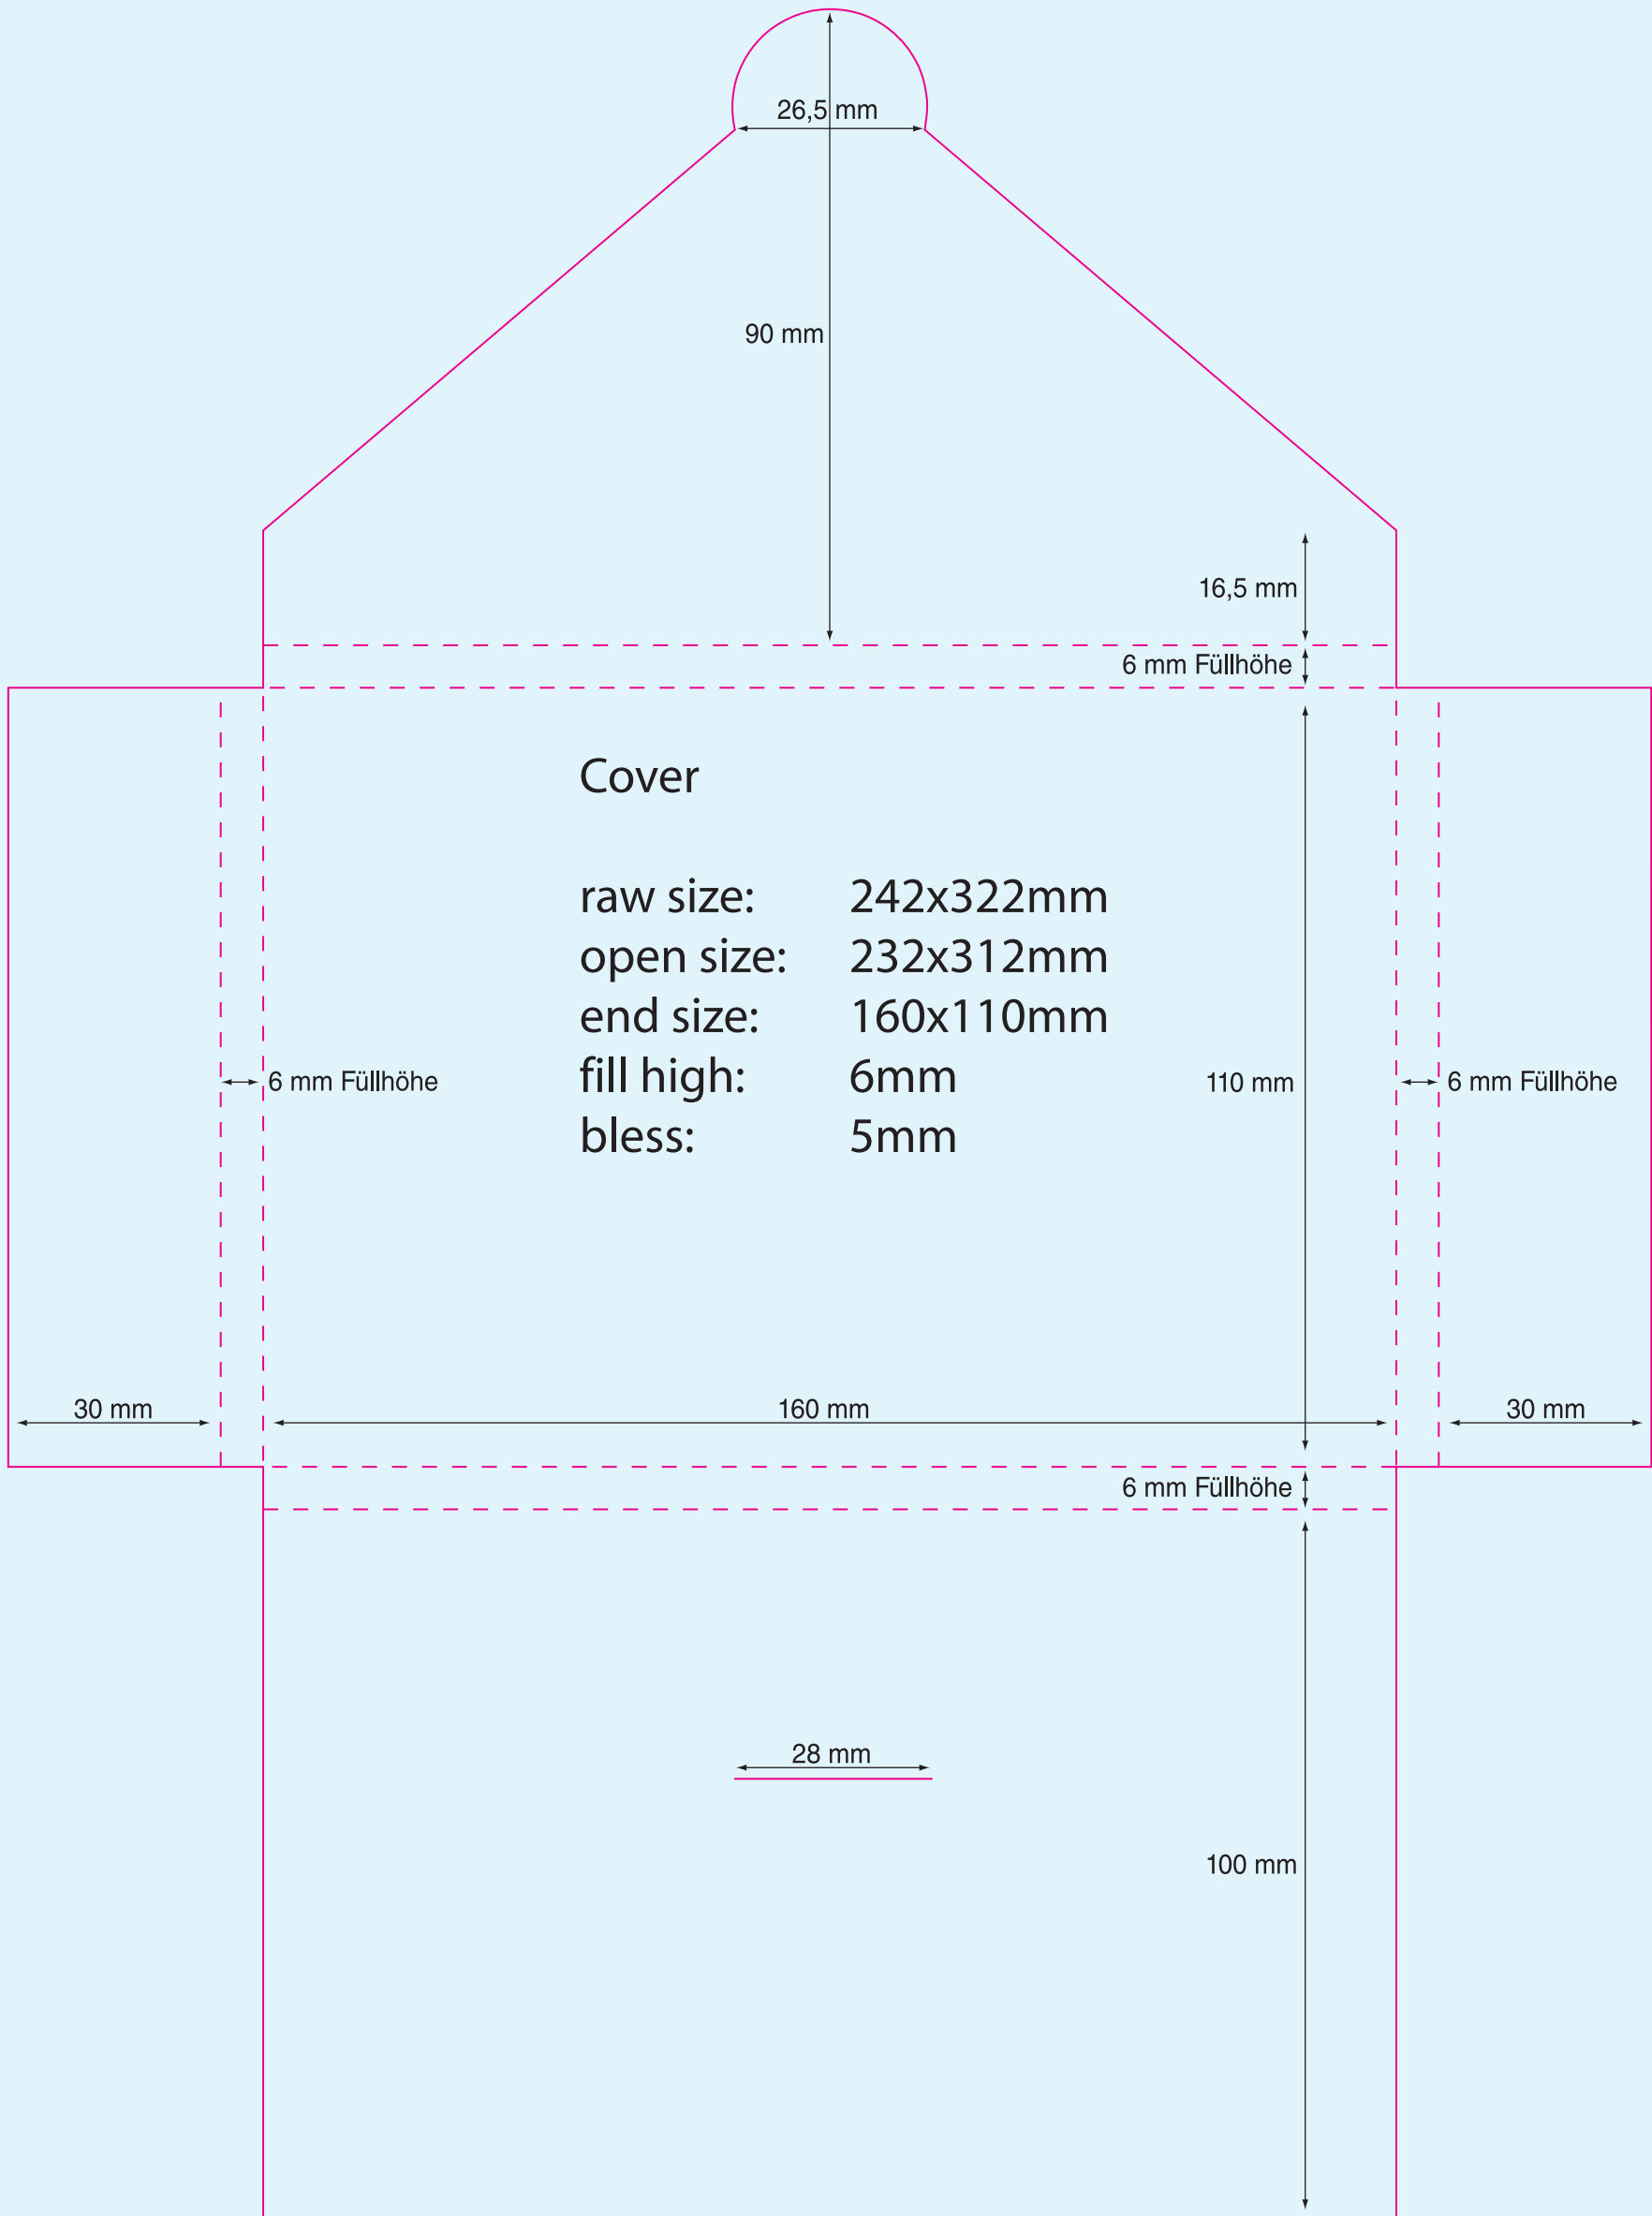 26,5 mm
90 mm
16,5 mm
6 mm Füllhöhe
Cover
raw size: 242x322mm
open size: 232x312mm
end size: 160x110mm
fill high: 6mm
bless: 5mm
6 mm Füllhöhe
110 mm
6 mm Füllhöhe
30 mm
160 mm
30 mm
6 mm Füllhöhe
28 mm
100 mm